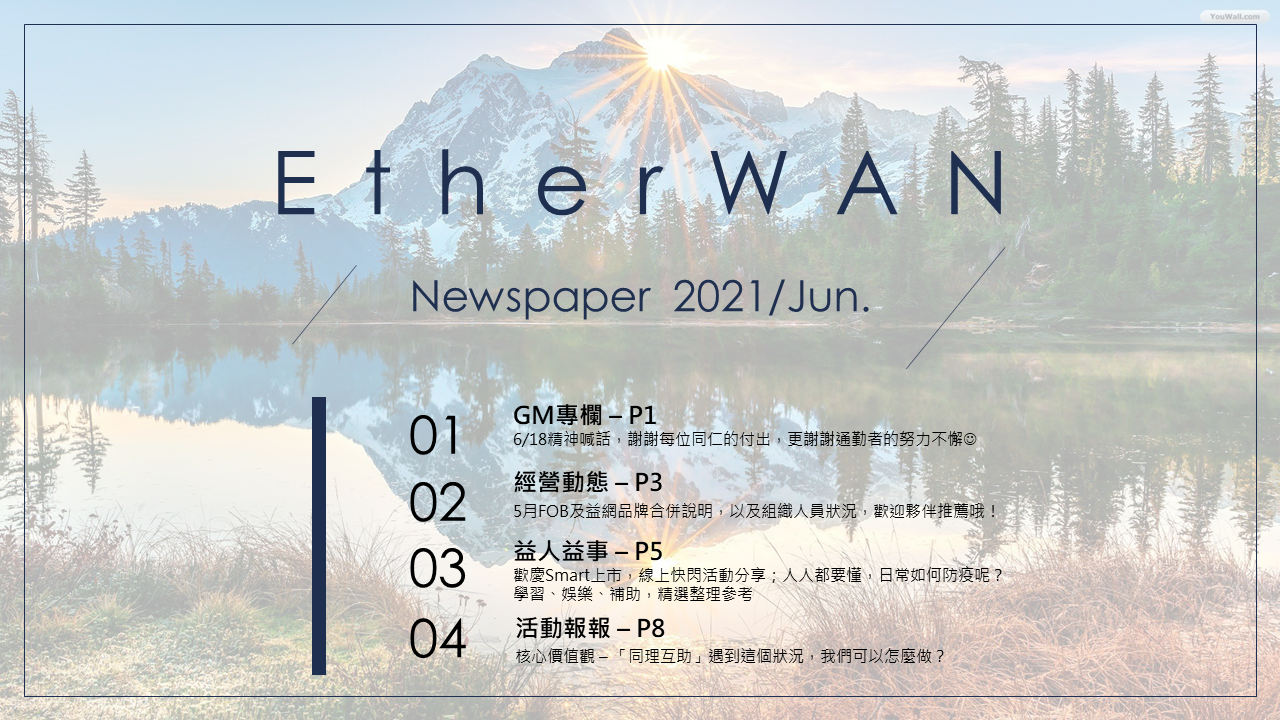 YouWall.com
EtherWAN
Newspaper 2021/Jun.
01
GM專欄 – P1
6/18精神喊話，謝謝每位同仁的付出，更謝謝通勤者的努力不懈☺
02
經營動態 – P3
5月FOB及益網品牌合併說明，以及組織人員狀況，歡迎夥伴推薦哦！
03
益人益事 – P5
歡慶Smart上市，線上快閃活動分享；人人都要懂，日常如何防疫呢？
學習、娛樂、補助，精選整理參考
04
活動報報 – P8
核心價值觀 – 「同理互助」遇到這個狀況，我們可以怎麼做？